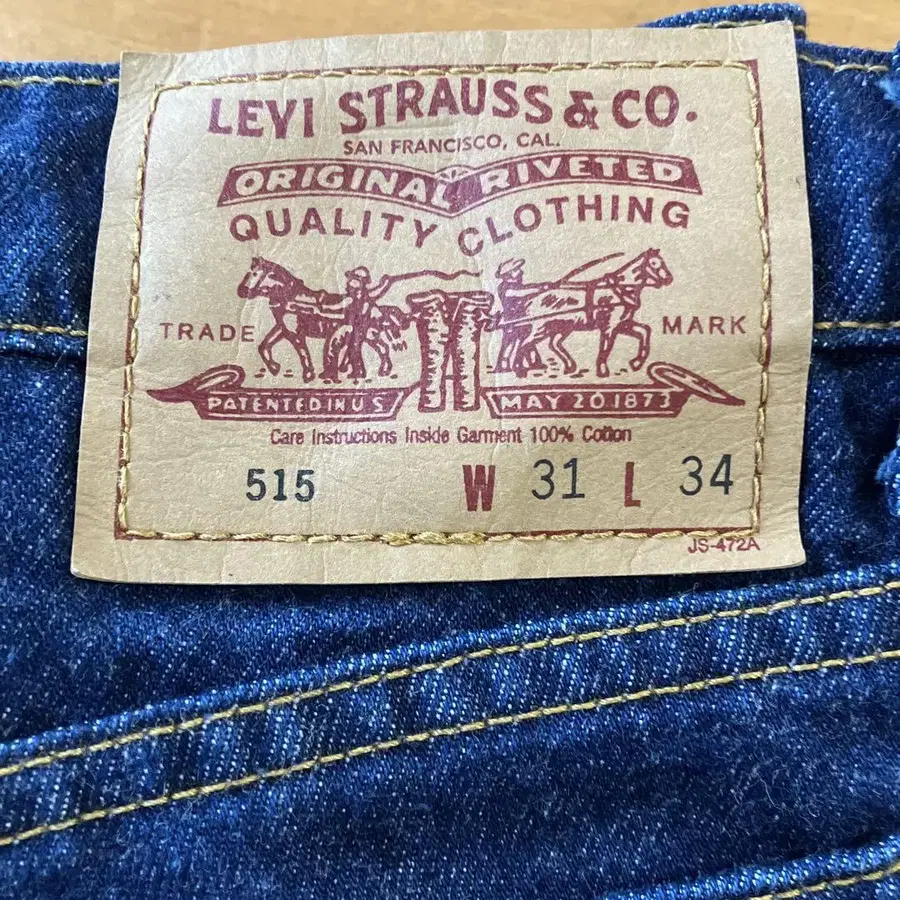 LEVI STRAUSS & CO.
SAN FRANCISCO, CAL.
ORIGINAL RIVETED
QUALITY CLOTHING
TRADE MARK
PATENTED IN U S MAY 20 1873
Care Instructions Inside Garment 100% Cotton
515 W 31 L 34
JS-472A